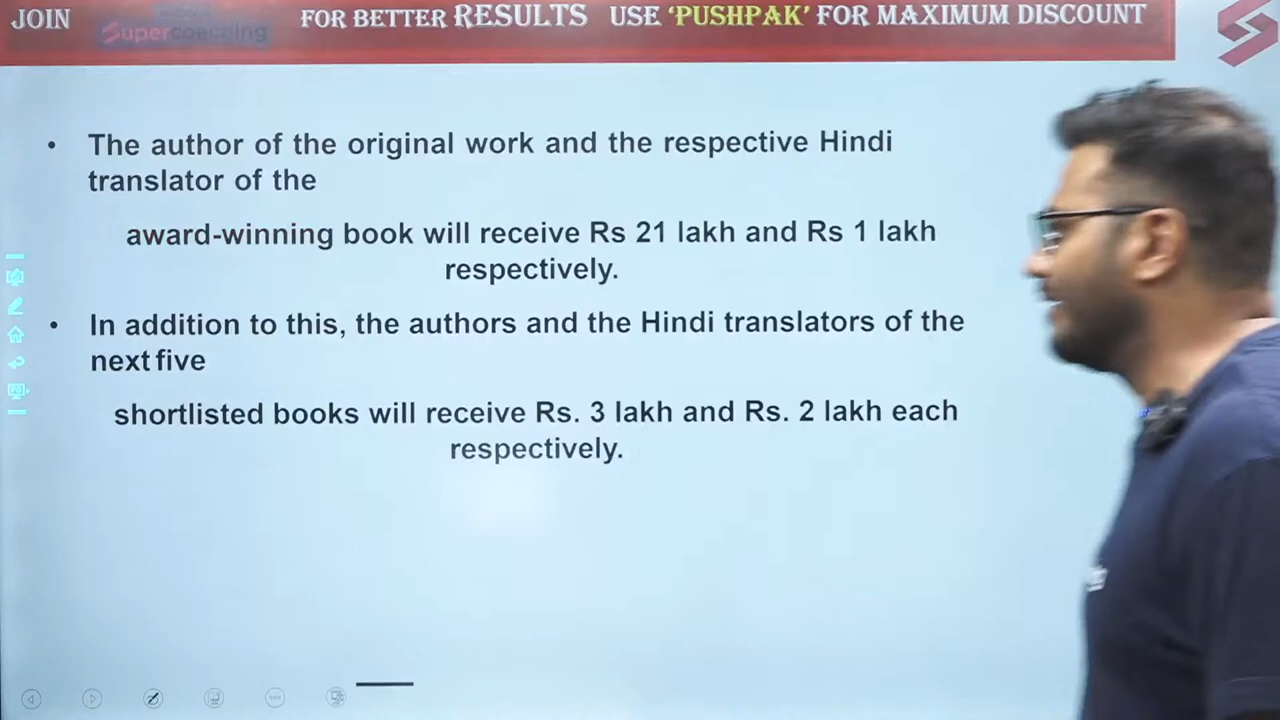 JOIN
Supercoaching
FOR BETTER RESULTS USE ‘PUSHPAK’ FOR MAXIMUM DISCOUNT
• The author of the original work and the respective Hindi
translator of the
award-winning book will receive Rs 21 lakh and Rs 1 lakh
respectively.
• In addition to this, the authors and the Hindi translators of the
next five
shortlisted books will receive Rs. 3 lakh and Rs. 2 lakh each
respectively.